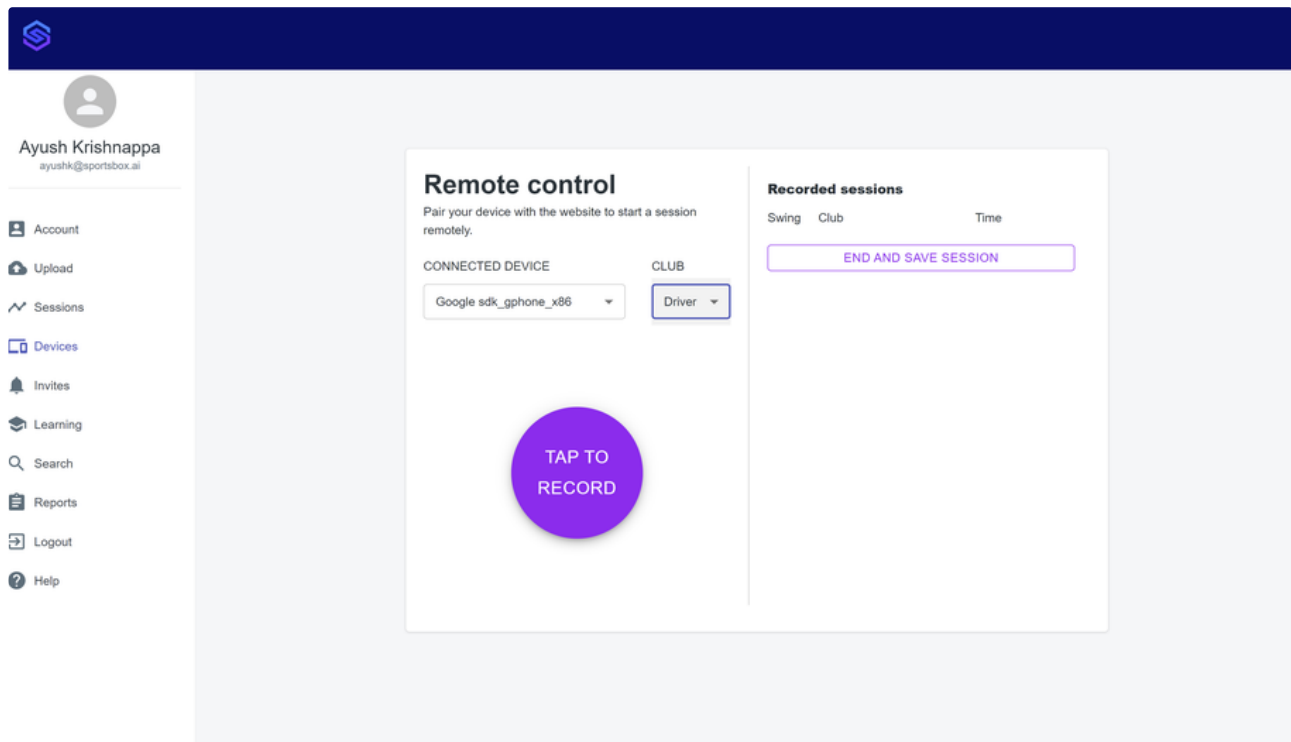 Ayush Krishnappa
ayushk@sportsbox.ai
Account
Upload
Sessions
Devices
Invites
Learning
Search
Reports
Logout
Help
Remote control
Pair your device with the website to start a session
remotely.
CONNECTED DEVICE CLUB
Google sdk_gphone_x86 Driver
TAP TO
RECORD
Recorded sessions
Swing Club Time
END AND SAVE SESSION